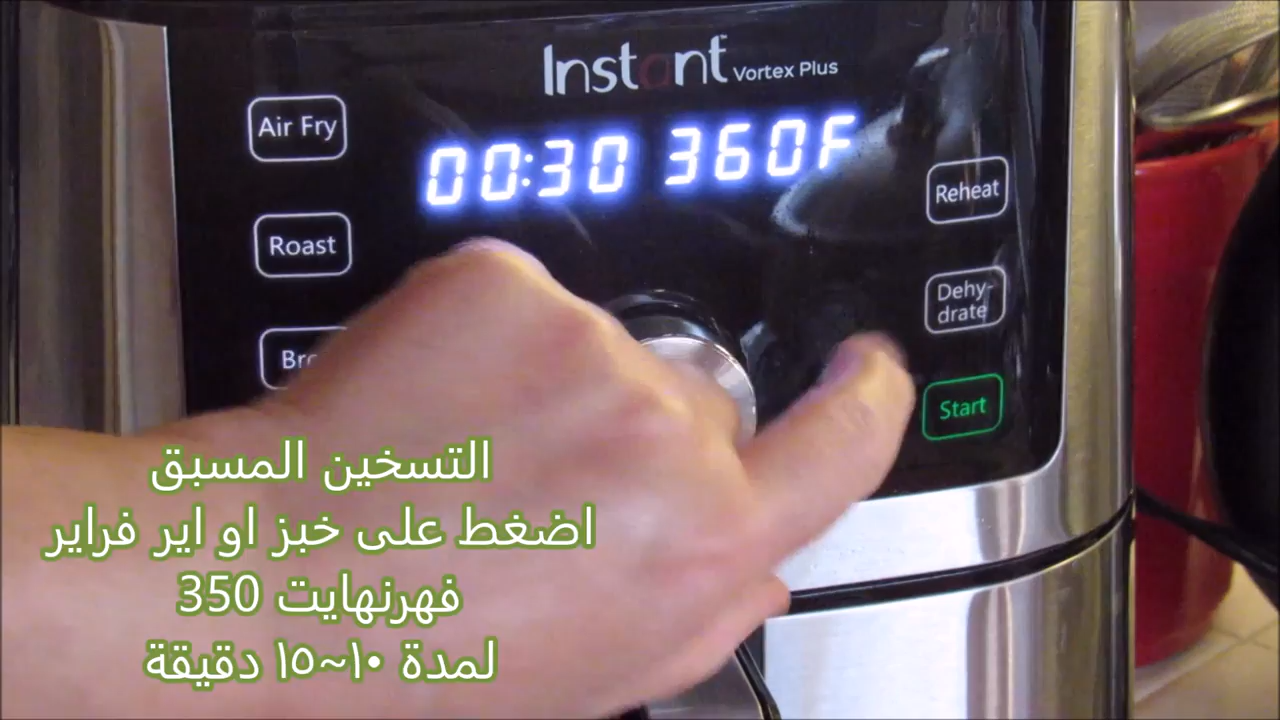 Instant Vortex Plus
Air Fry
00:30 360F
Reheat
Roast
Dehy-
drate
Start
التسخين المسبق
اضغط على خبز او اير فراير
فهرنهايت 350
لمدة ١٠~١٥ دقيقة